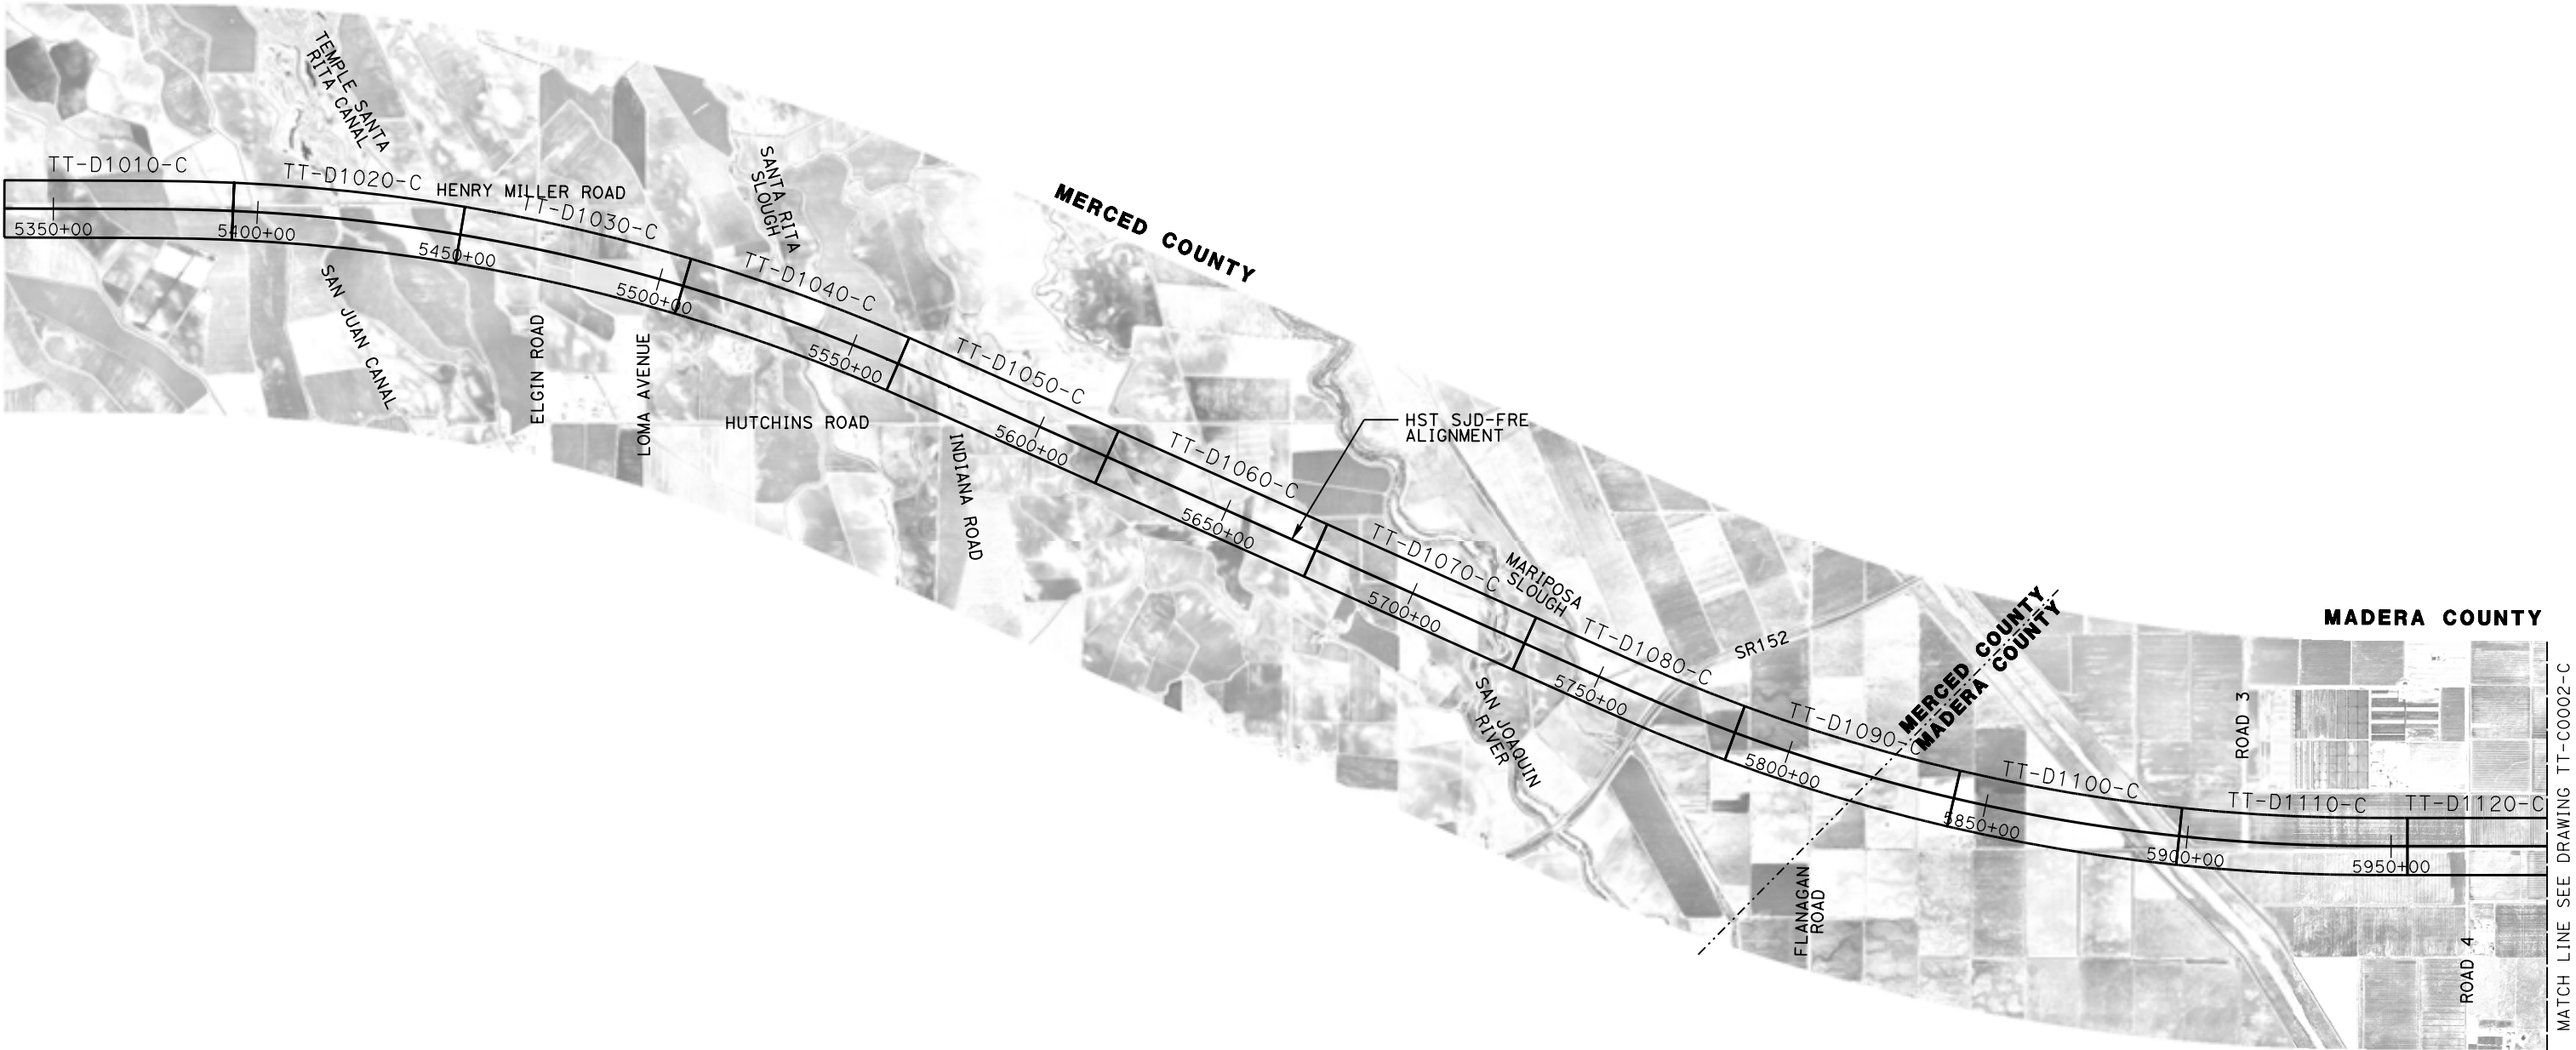 TEMPLE SANTA
RITA CANAL
TT-D1010-C
TT-D1020-C
HENRY MILLER ROAD
TT-D1030-C
SANTA RITA
SLOUGH
MERCED COUNTY
5350+00
5400+00
5450+00
5500+00
TT-D1040-C
SAN JUAN CANAL
ELGIN ROAD
LOMA AVENUE
5550+00
TT-D1050-C
HUTCHINS ROAD
INDIANA ROAD
5600+00
TT-D1060-C
HST SJD-FRE
ALIGNMENT
5650+00
TT-D1070-C
MARIPOSA
SLOUGH
5700+00
TT-D1080-C
SR152
SAN JOAQUIN
RIVER
5750+00
TT-D1090-C
MERCED COUNTY
MADERA COUNTY
MADERA COUNTY
5800+00
FLANAGAN
ROAD
TT-D1100-C
5850+00
ROAD 3
TT-D1110-C
TT-D1120-C
5900+00
5950+00
ROAD 4
MATCH LINE SEE DRAWING TT-C0002-C